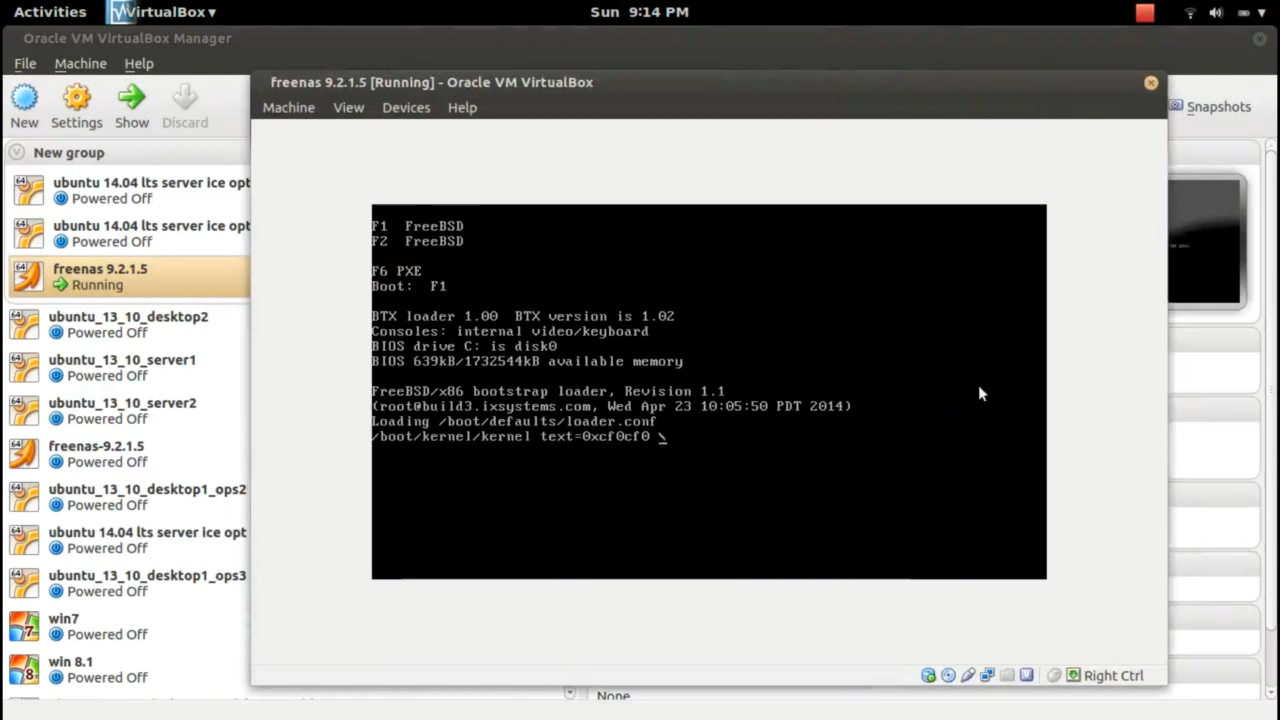 Activities VirtualBox ▾ Sun 9:14 PM
Oracle VM VirtualBox Manager
File Machine Help
New Settings Show Discard Snapshots
New group
ubuntu 14.04 lts server ice opt
Powered Off
ubuntu 14.04 lts server ice opt
Powered Off
freenas 9.2.1.5
Running
ubuntu_13_10_desktop2
Powered Off
ubuntu_13_10_server1
Powered Off
ubuntu_13_10_server2
Powered Off
freenas-9.2.1.5
Powered Off
ubuntu_13_10_desktop1_ops2
Powered Off
ubuntu 14.04 lts server ice opt
Powered Off
ubuntu_13_10_desktop1_ops3
Powered Off
win7
Powered Off
win 8.1
Powered Off
freenas 9.2.1.5 [Running] - Oracle VM VirtualBox
Machine View Devices Help
F1 FreeBSD
F2 FreeBSD
F6 PXE
Boot: F1
BTX loader 1.00 BTX version is 1.02
Consoles: internal video/keyboard
BIOS drive C: is disk0
BIOS 639kB/1732544kB available memory
FreeBSD/x86 bootstrap loader, Revision 1.1
(root@build3.ixsystems.com, Wed Apr 23 10:05:50 PDT 2014)
Loading /boot/defaults/loader.conf
/boot/kernel/kernel text=0xcf0cf0 \
Right Ctrl
None